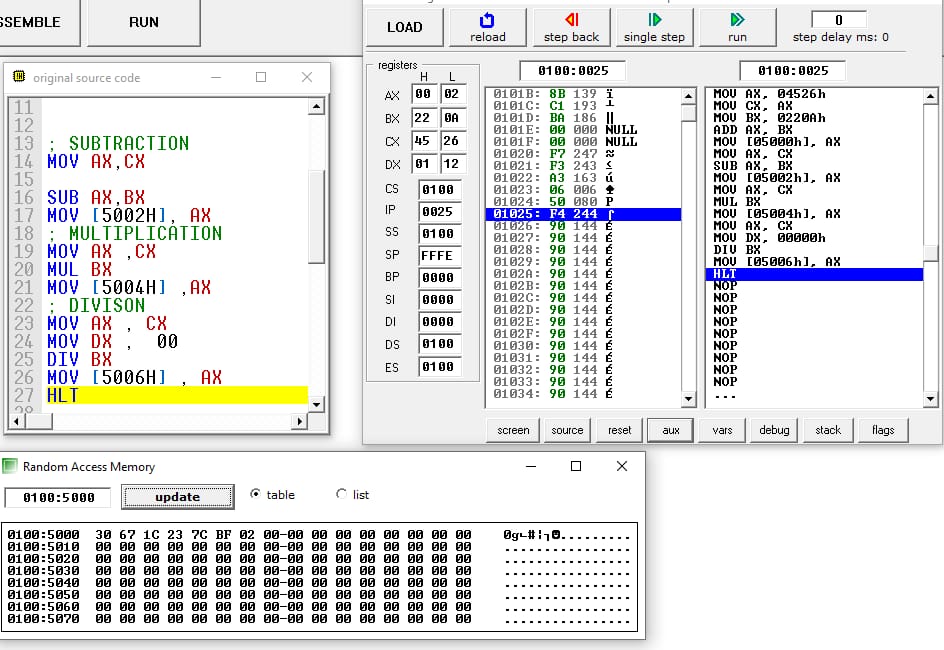 SSEMBLE
RUN
LOAD
reload
step back
single step
run
0
step delay ms: 0
original source code
11
12
13 ; SUBTRACTION
14 MOV AX,CX
15
16 SUB AX,BX
17 MOV [5002H], AX
18 ; MULTIPLICATION
19 MOV AX ,CX
20 MUL BX
21 MOV [5004H] ,AX
22 ; DIVISON
23 MOV AX , CX
24 MOV DX , 00
25 DIV BX
26 MOV [5006H] , AX
27 HLT
28
registers
H L
AX 00 02
BX 22 0A
CX 45 26
DX 01 12
CS 0100
IP 0025
SS 0100
SP FFFE
BP 0000
SI 0000
DI 0000
DS 0100
ES 0100
0100:0025
0101B: 8B 139 ï
0101C: C1 193 ┴
0101D: BA 186 ║
0101E: 00 000 NULL
0101F: 00 000 NULL
01020: F7 247 ≈
01021: F3 243 ≤
01022: A3 163 ú
01023: 06 006 ♠
01024: 50 080 P
01025: F4 244 ⌠
01026: 90 144 É
01027: 90 144 É
01028: 90 144 É
01029: 90 144 É
0102A: 90 144 É
0102B: 90 144 É
0102C: 90 144 É
0102D: 90 144 É
0102E: 90 144 É
0102F: 90 144 É
01030: 90 144 É
01031: 90 144 É
01032: 90 144 É
01033: 90 144 É
01034: 90 144 É
0100:0025
MOV AX, 04526h
MOV CX, AX
MOV BX, 0220Ah
ADD AX, BX
MOV [05000h], AX
MOV AX, CX
SUB AX, BX
MOV [05002h], AX
MOV AX, CX
MUL BX
MOV [05004h], AX
MOV AX, CX
MOV DX, 00000h
DIV BX
MOV [05006h], AX
HLT
NOP
NOP
NOP
NOP
NOP
NOP
NOP
NOP
NOP
...
screen
source
reset
aux
vars
debug
stack
flags
Random Access Memory
0100:5000
update
table
list
0100:5000 30 67 1C 23 7C BF 02 00-00 00 00 00 00 00 00 00 0g∟#¦┐☻.........
0100:5010 00 00 00 00 00 00 00 00-00 00 00 00 00 00 00 00 ................
0100:5020 00 00 00 00 00 00 00 00-00 00 00 00 00 00 00 00 ................
0100:5030 00 00 00 00 00 00 00 00-00 00 00 00 00 00 00 00 ................
0100:5040 00 00 00 00 00 00 00 00-00 00 00 00 00 00 00 00 ................
0100:5050 00 00 00 00 00 00 00 00-00 00 00 00 00 00 00 00 ................
0100:5060 00 00 00 00 00 00 00 00-00 00 00 00 00 00 00 00 ................
0100:5070 00 00 00 00 00 00 00 00-00 00 00 00 00 00 00 00 ................